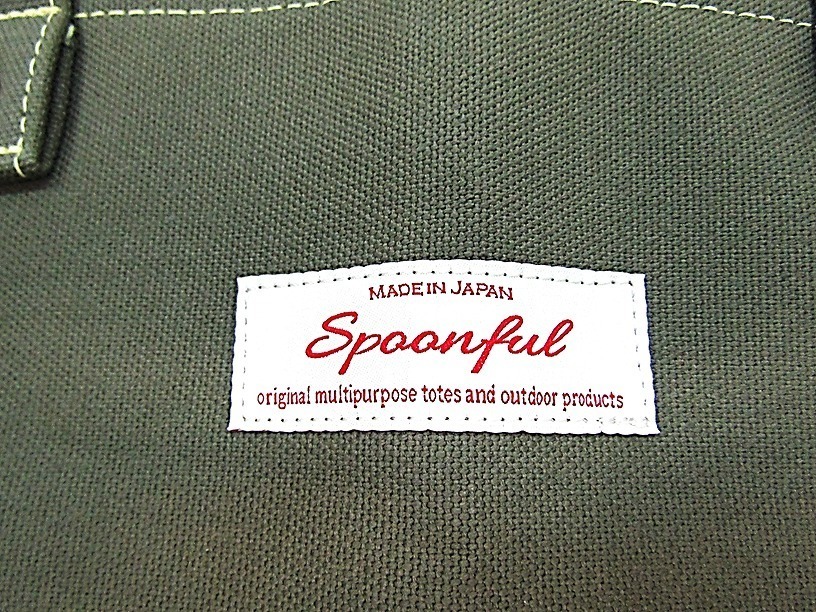 MADE IN JAPAN
Spoonful
original multipurpose totes and outdoor products